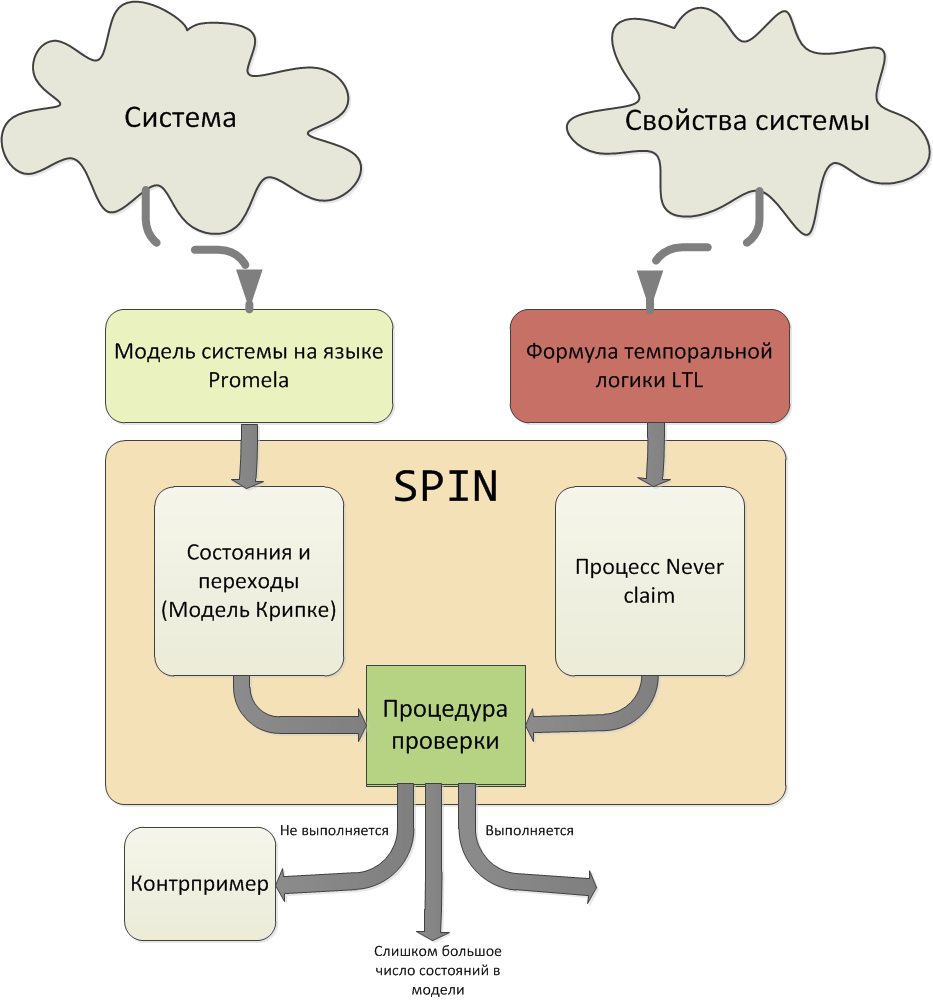 Система
Свойства системы
Модель системы на языке
Promela
Формула темпоральной
логики LTL
SPIN
Состояния и
переходы
(Модель Крипке)
Процесс Never
claim
Процедура
проверки
Не выполняется
Выполняется
Контрпример
Слишком большое
число состояний в
модели